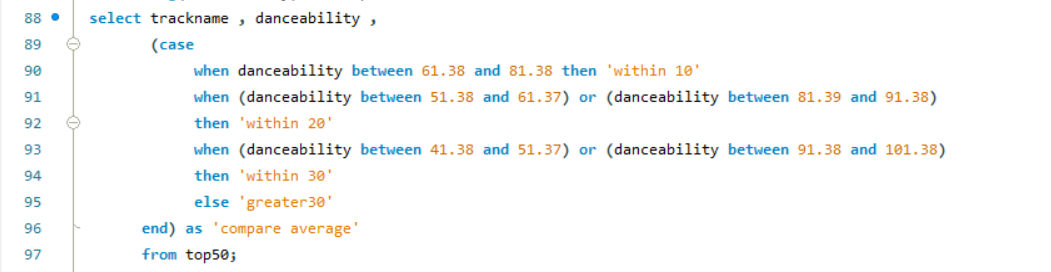 88 select trackname , danceability ,
89 (case
90 when danceability between 61.38 and 81.38 then 'within 10'
91 when (danceability between 51.38 and 61.37) or (danceability between 81.39 and 91.38)
92 then 'within 20'
93 when (danceability between 41.38 and 51.37) or (danceability between 91.38 and 101.38)
94 then 'within 30'
95 else 'greater30'
96 end) as 'compare average'
97 from top50;